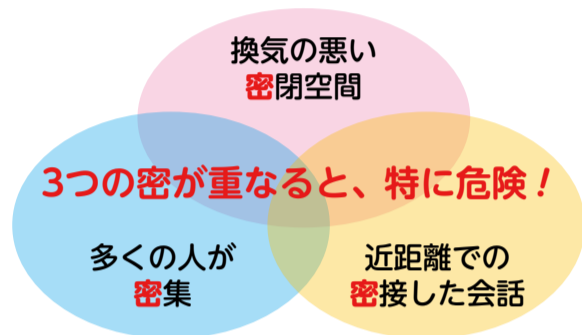 換気の悪い
密閉空間
3つの密が重なると、特に危険！
多くの人が
密集
近距離での
密接した会話